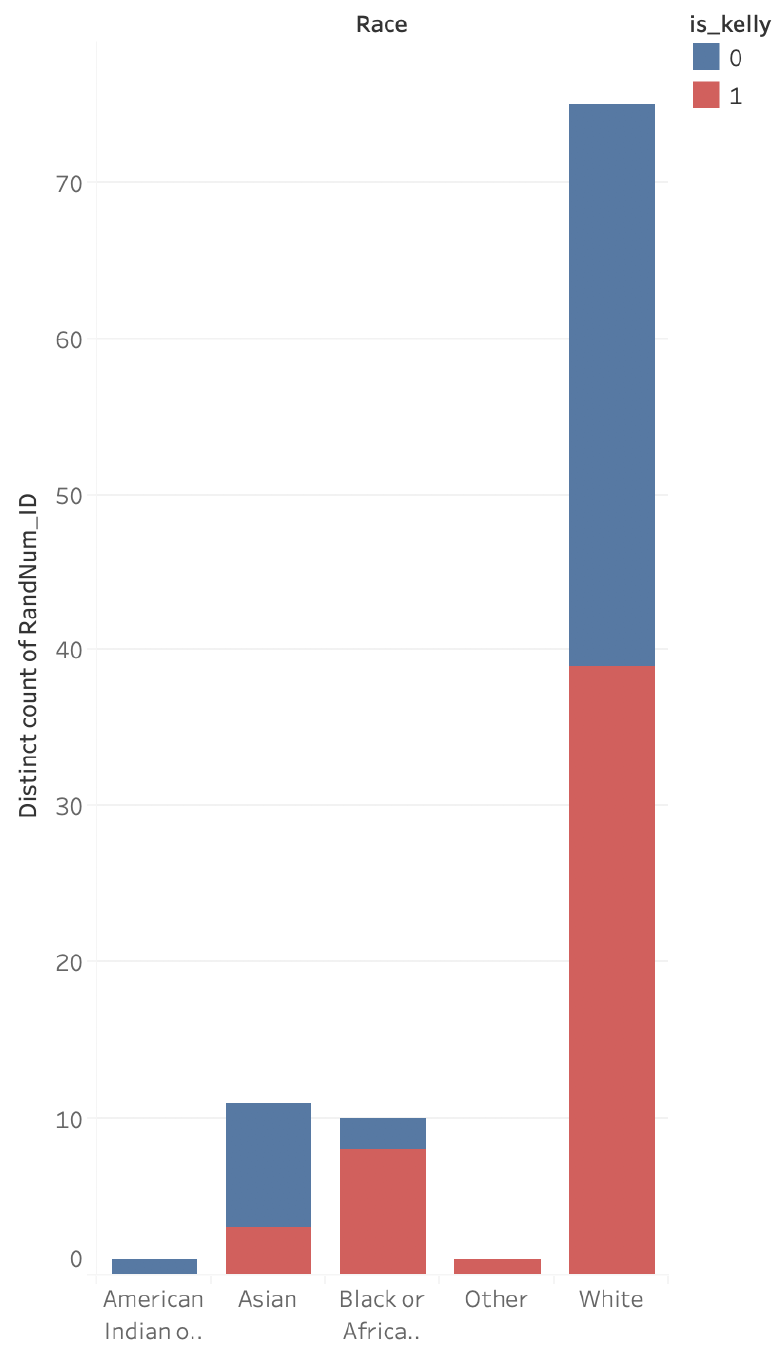 Race
is_kelly
0
1
Distinct count of RandNum_ID
70
60
50
40
30
20
10
0
American
Indian o..
Asian
Black or
Africa..
Other
White